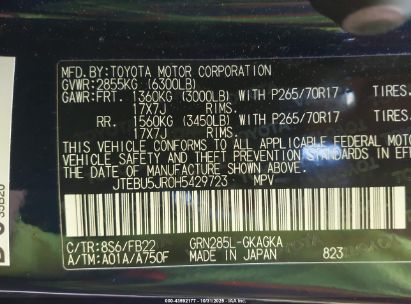 MFD. BY: TOYOTA MOTOR CORPORATION
GVWR: 2855KG (6300LB)
GAWR: FRT. 1360KG (3000LB) WITH P265/70R17 TIRES.
17X7J RIMS.
RR. 1560KG (3450LB) WITH P265/70R17 TIRES.
17X7J RIMS.
THIS VEHICLE CONFORMS TO ALL APPLICABLE
VEHICLE SAFETY AND THEFT PREVENTION STANDARDS IN EFFE
THE DATE OF MANUFACTURE SHOWN ABOVE.
JTEBU5JR0H5429723 MPV
C/TR: 8S6/FB22 GRN285L-GKAGKA
A/TM: A01A/A750F MADE IN JAPAN 823